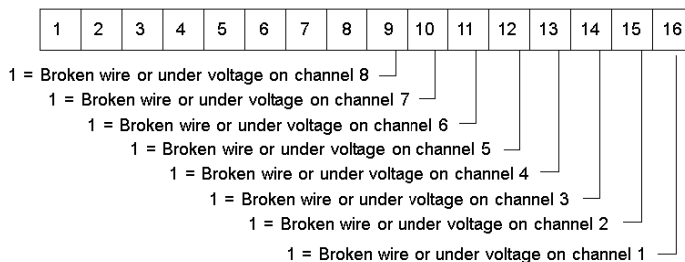 1 2 3 4 5 6 7 8 9 10 11 12 13 14 15 16
1 = Broken wire or under voltage on channel 8
1 = Broken wire or under voltage on channel 7
1 = Broken wire or under voltage on channel 6
1 = Broken wire or under voltage on channel 5
1 = Broken wire or under voltage on channel 4
1 = Broken wire or under voltage on channel 3
1 = Broken wire or under voltage on channel 2
1 = Broken wire or under voltage on channel 1